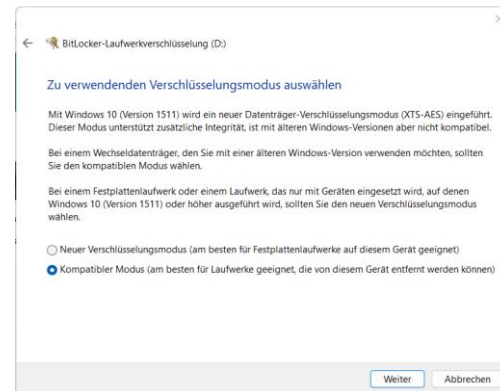 BitLocker-Laufwerkverschlüsselung (D:)
Zu verwendenden Verschlüsselungsmodus auswählen
Mit Windows 10 (Version 1511) wird ein neuer Datenträger-Verschlüsselungsmodus (XTS-AES) eingeführt.
Dieser Modus unterstützt zusätzliche Integrität, ist mit älteren Windows-Versionen aber nicht kompatibel.
Bei einem Wechseldatenträger, den Sie mit einer älteren Windows-Version verwenden möchten, sollten
Sie den kompatiblen Modus wählen.
Bei einem Festplattenlaufwerk oder einem Laufwerk, das nur mit Geräten eingesetzt wird, auf denen
Windows 10 (Version 1511) oder höher ausgeführt wird, sollten Sie den neuen Verschlüsselungsmodus
wählen.
Neuer Verschlüsselungsmodus (am besten für Festplattenlaufwerke auf diesem Gerät geeignet)
Kompatibler Modus (am besten für Laufwerke geeignet, die von diesem Gerät entfernt werden können)
Weiter Abbrechen